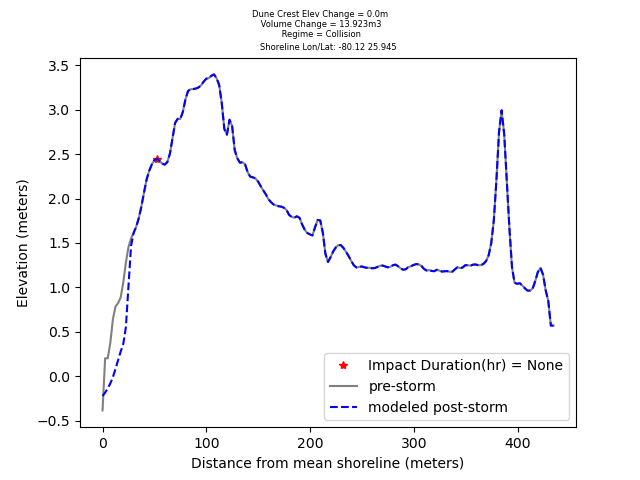 Dune Crest Elev Change = 0.0m
Volume Change = 13.923m3
Regime = Collision
Shoreline Lon/Lat: -80.12 25.945
3.5
3.0
2.5
2.0
1.5
1.0
0.5
0.0
−0.5
Elevation (meters)
Impact Duration(hr) = None
pre-storm
modeled post-storm
0
100
200
300
400
Distance from mean shoreline (meters)